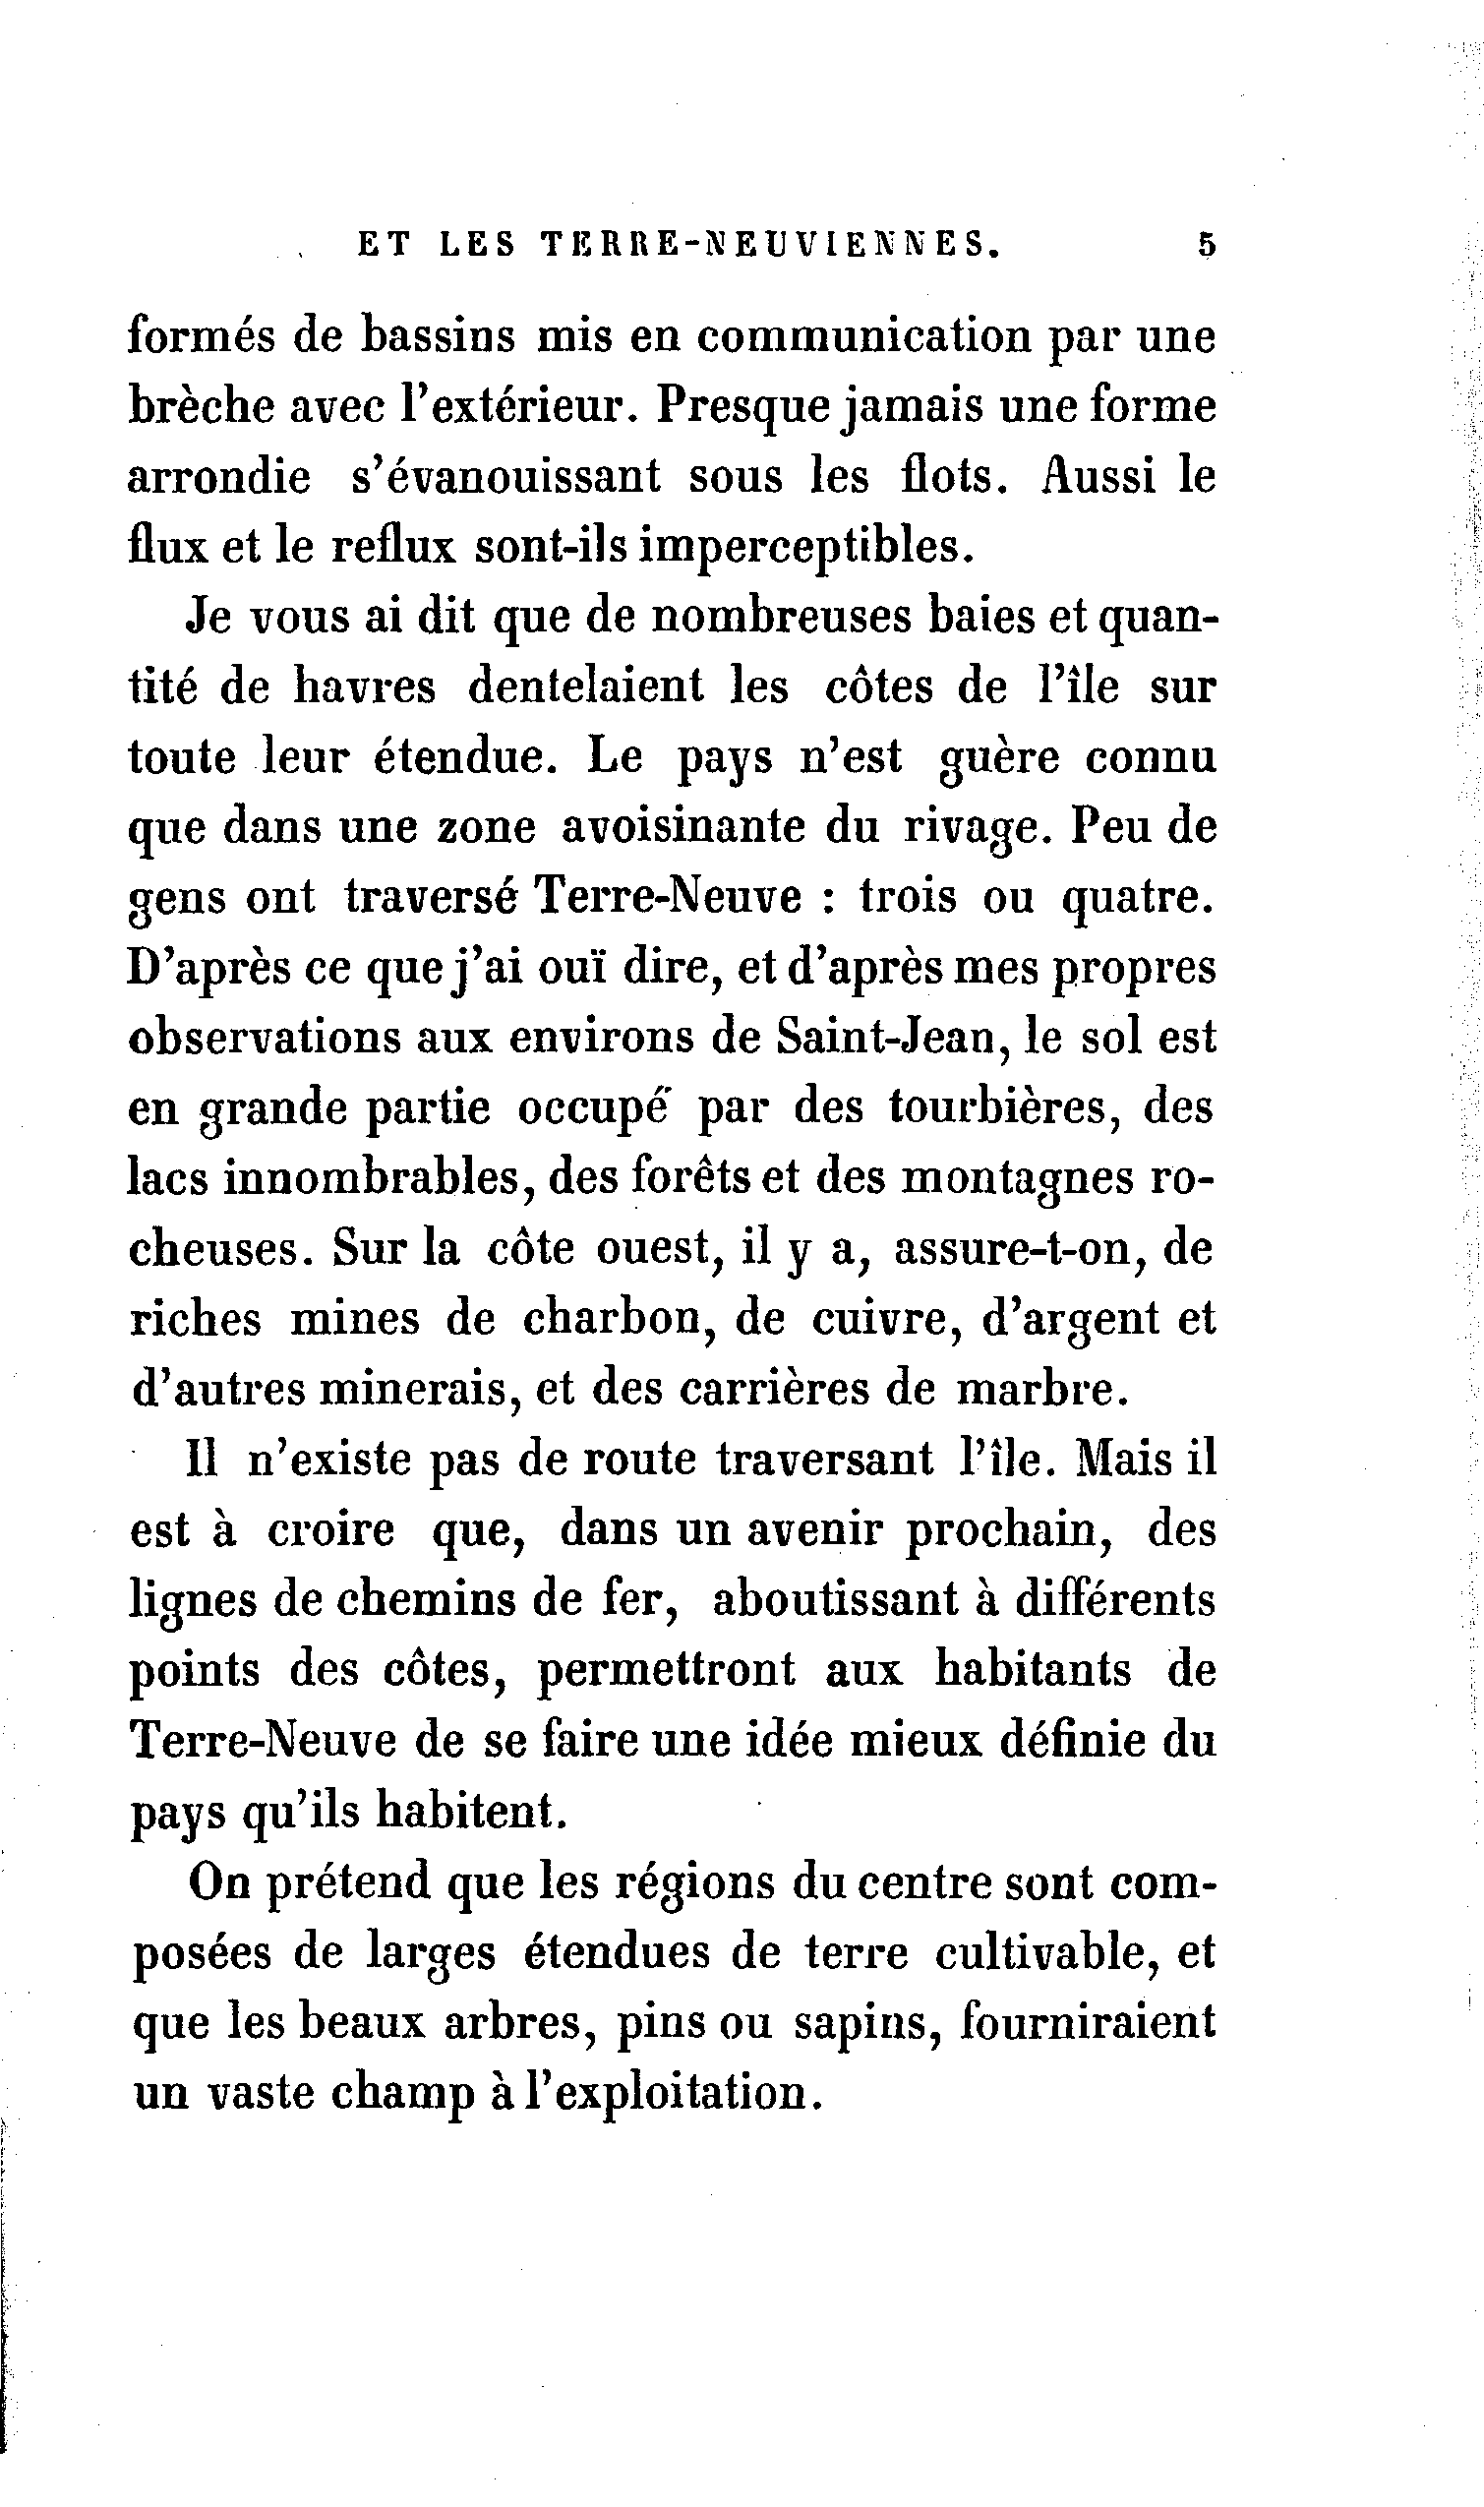 ET LES TERRE-NEUVIENNES. 5
formés de bassins mis en communication par une
brèche avec l'extérieur. Presque jamais une forme
arrondie s'évanouissant sous les flots. Aussi le
flux et le reflux sont-ils imperceptibles.
Je vous ai dit que de nombreuses baies et quan-
tité de havres dentelaient les côtes de l'île sur
toute leur étendue. Le pays n'est guère connu
que dans une zone avoisinante du rivage. Peu de
gens ont traversé Terre-Neuve : trois ou quatre.
D'après ce que j'ai ouï dire, et d'après mes propres
observations aux environs de Saint-Jean, le sol est
en grande partie occupé par des tourbières, des
lacs innombrables, des forêts et des montagnes ro-
cheuses. Sur la côte ouest, il y a, assure-t-on, de
riches mines de charbon, de cuivre, d'argent et
d'autres minerais, et des carrières de marbre.
Il n'existe pas de route traversant l'île. Mais il
est à croire que, dans un avenir prochain, des
lignes de chemins de fer, aboutissant à différents
points des côtes, permettront aux habitants de
Terre-Neuve de se faire une idée mieux définie du
pays qu'ils habitent.
On prétend que les régions du centre sont com-
posées de larges étendues de terre cultivable, et
que les beaux arbres, pins ou sapins, fourniraient
un vaste champ à l'exploitation.